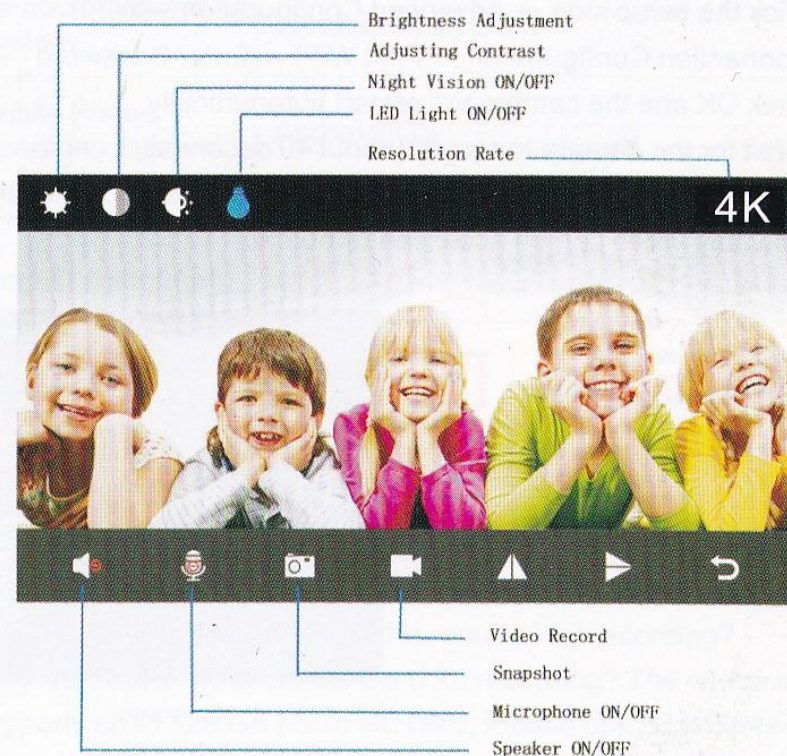 Brightness Adjustment
Adjusting Contrast
Night Vision ON/OFF
LED Light ON/OFF
Resolution Rate
4K
Video Record
Snapshot
Microphone ON/OFF
Speaker ON/OFF